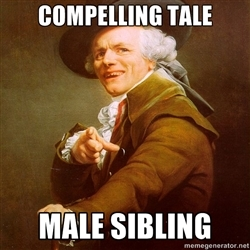 COMPELLING TALE
MALE SIBLING
memegenerator.net